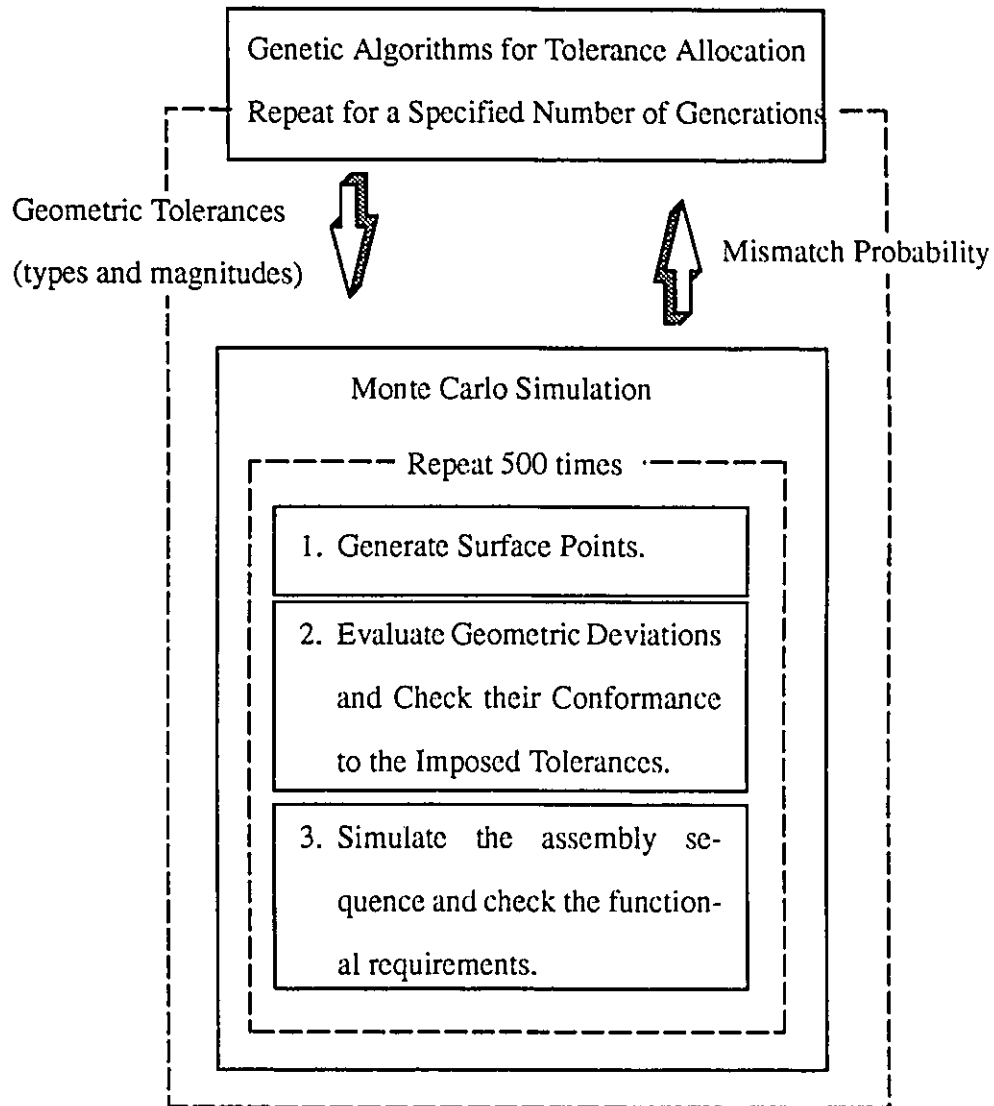 Genetic Algorithms for Tolerance Allocation
Repeat for a Specified Number of Generations
Geometric Tolerances
(types and magnitudes)
Mismatch Probability
Monte Carlo Simulation
Repeat 500 times
1. Generate Surface Points.
2. Evaluate Geometric Deviations
and Check their Conformance
to the Imposed Tolerances.
3. Simulate the assembly se-
quence and check the function-
al requirements.